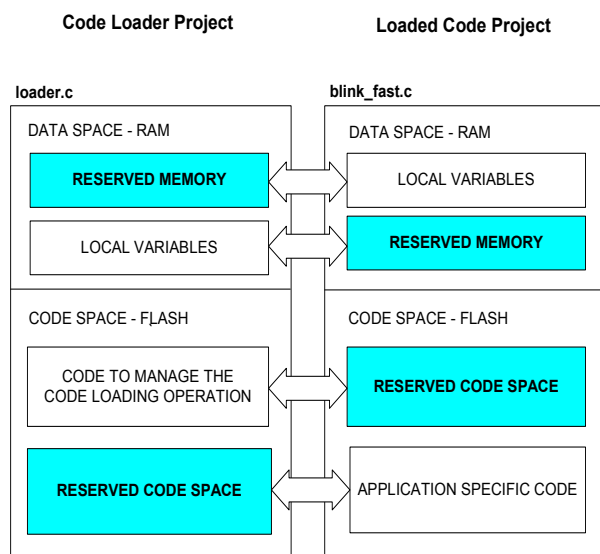 Code Loader Project
Loaded Code Project
loader.c
blink_fast.c
DATA SPACE - RAM
DATA SPACE - RAM
RESERVED MEMORY
LOCAL VARIABLES
LOCAL VARIABLES
RESERVED MEMORY
CODE SPACE - FLASH
CODE SPACE - FLASH
CODE TO MANAGE THE
CODE LOADING OPERATION
RESERVED CODE SPACE
RESERVED CODE SPACE
APPLICATION SPECIFIC CODE